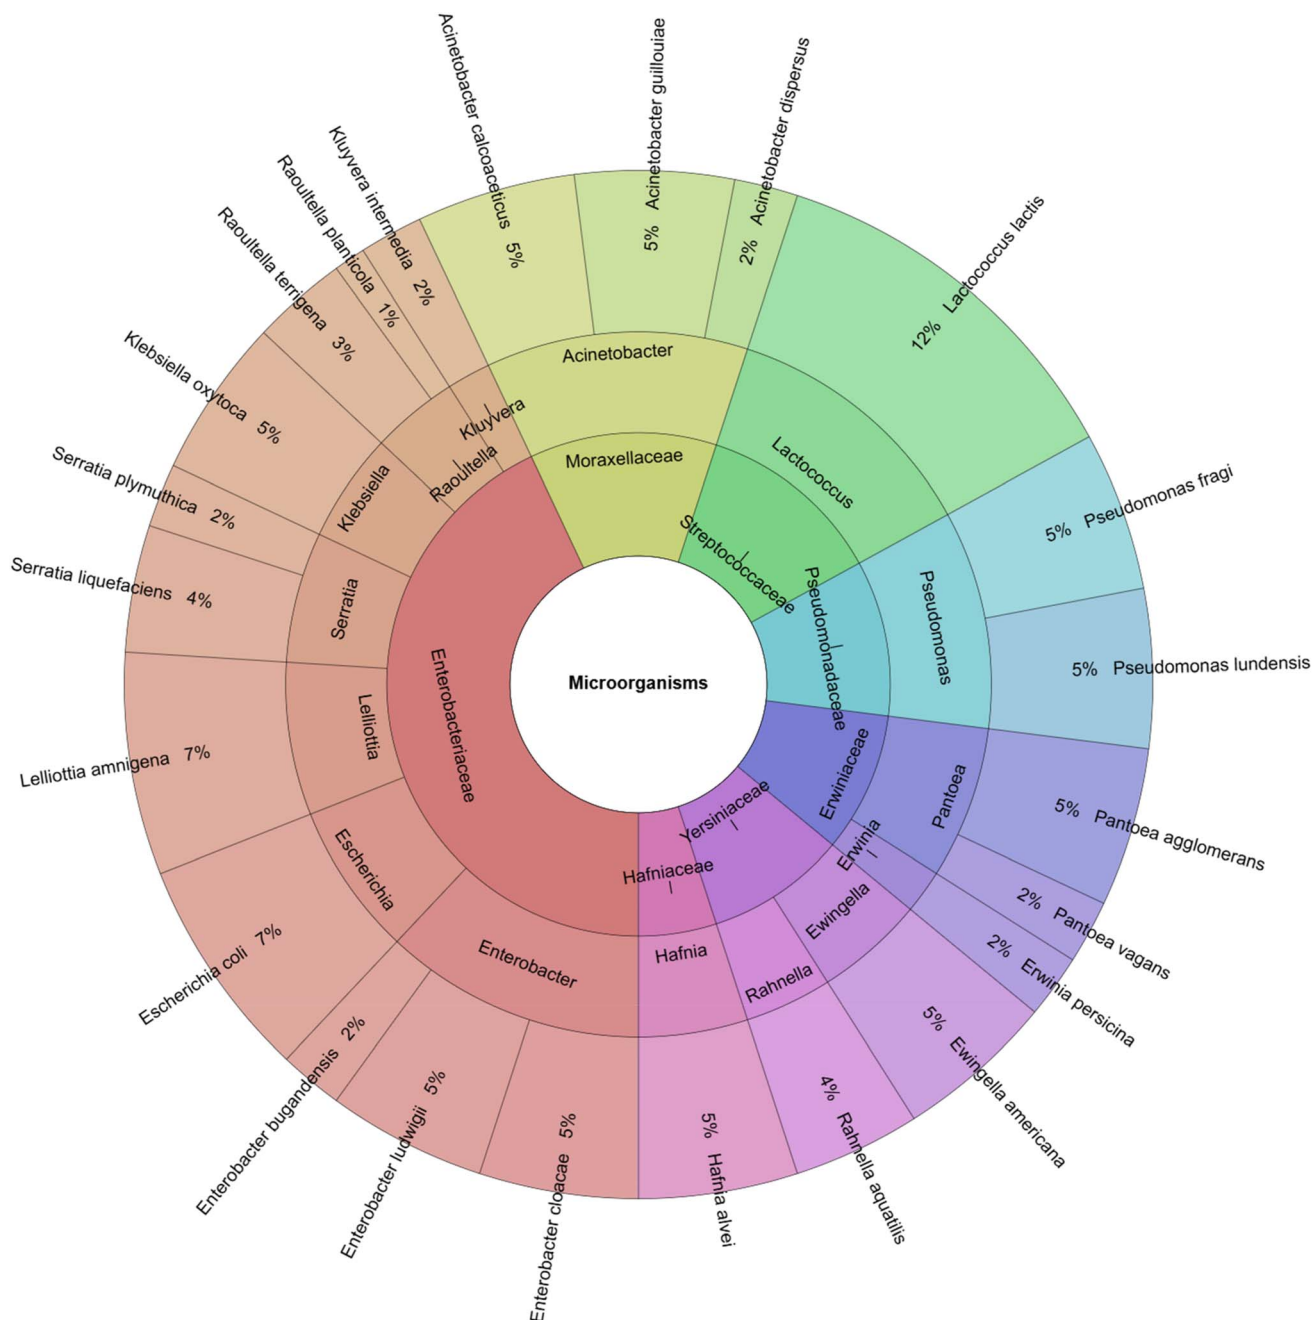 Microorganisms
Enterobacteriaceae
Moraxellaceae
Streptococcaceae
Pseudomonadaceae
Erwiniaceae
Yersiniaceae
Hafniaceae
Acinetobacter
Lactococcus
Pseudomonas
Pantoea
Erwinia
Ewingella
Rahnella
Hafnia
Enterobacter
Escherichia
Lelliottia
Serratia
Klebsiella
Raoultella
Kluyvera
Acinetobacter calcoaceticus 5%
5% Acinetobacter guillouiae
2% Acinetobacter dispersus
12% Lactococcus lactis
5% Pseudomonas fragi
5% Pseudomonas lundensis
5% Pantoea agglomerans
2% Pantoea vagans
2% Erwinia persicina
5% Ewingella americana
4% Rahnella aquatilis
5% Hafnia alvei
Enterobacter cloacae 5%
Enterobacter ludwigii 5%
Enterobacter bugandensis 2%
Escherichia coli 7%
Lelliottia amnigena 7%
Serratia liquefaciens 4%
Serratia plymuthica 2%
Klebsiella oxytoca 5%
Raoultella terrigena 3%
Raoultella planticola 1%
Kluyvera intermedia 2%